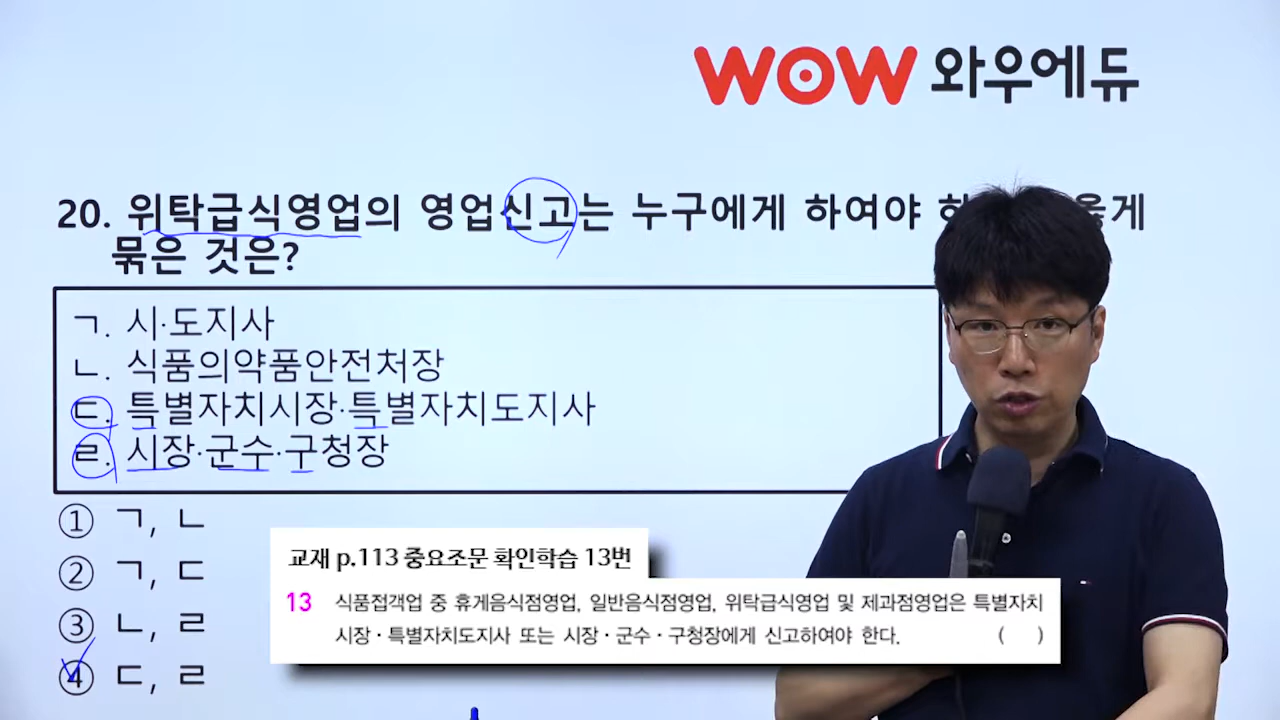 WOW 와우에듀
20. 위탁급식영업의 영업신고는 누구에게 하여야 하 옳게
묶은 것은?
ㄱ. 시·도지사
ㄴ. 식품의약품안전처장
ㄷ. 특별자치시장·특별자치도지사
ㄹ. 시장·군수·구청장
① ㄱ, ㄴ
② ㄱ, ㄷ
③ ㄴ, ㄹ
④ ㄷ, ㄹ
교재 p.113 중요조문 확인학습 13번
13 식품접객업 중 휴게음식점영업, 일반음식점영업, 위탁급식영업 및 제과점영업은 특별자치
시장·특별자치도지사 또는 시장·군수·구청장에게 신고하여야 한다. ( )